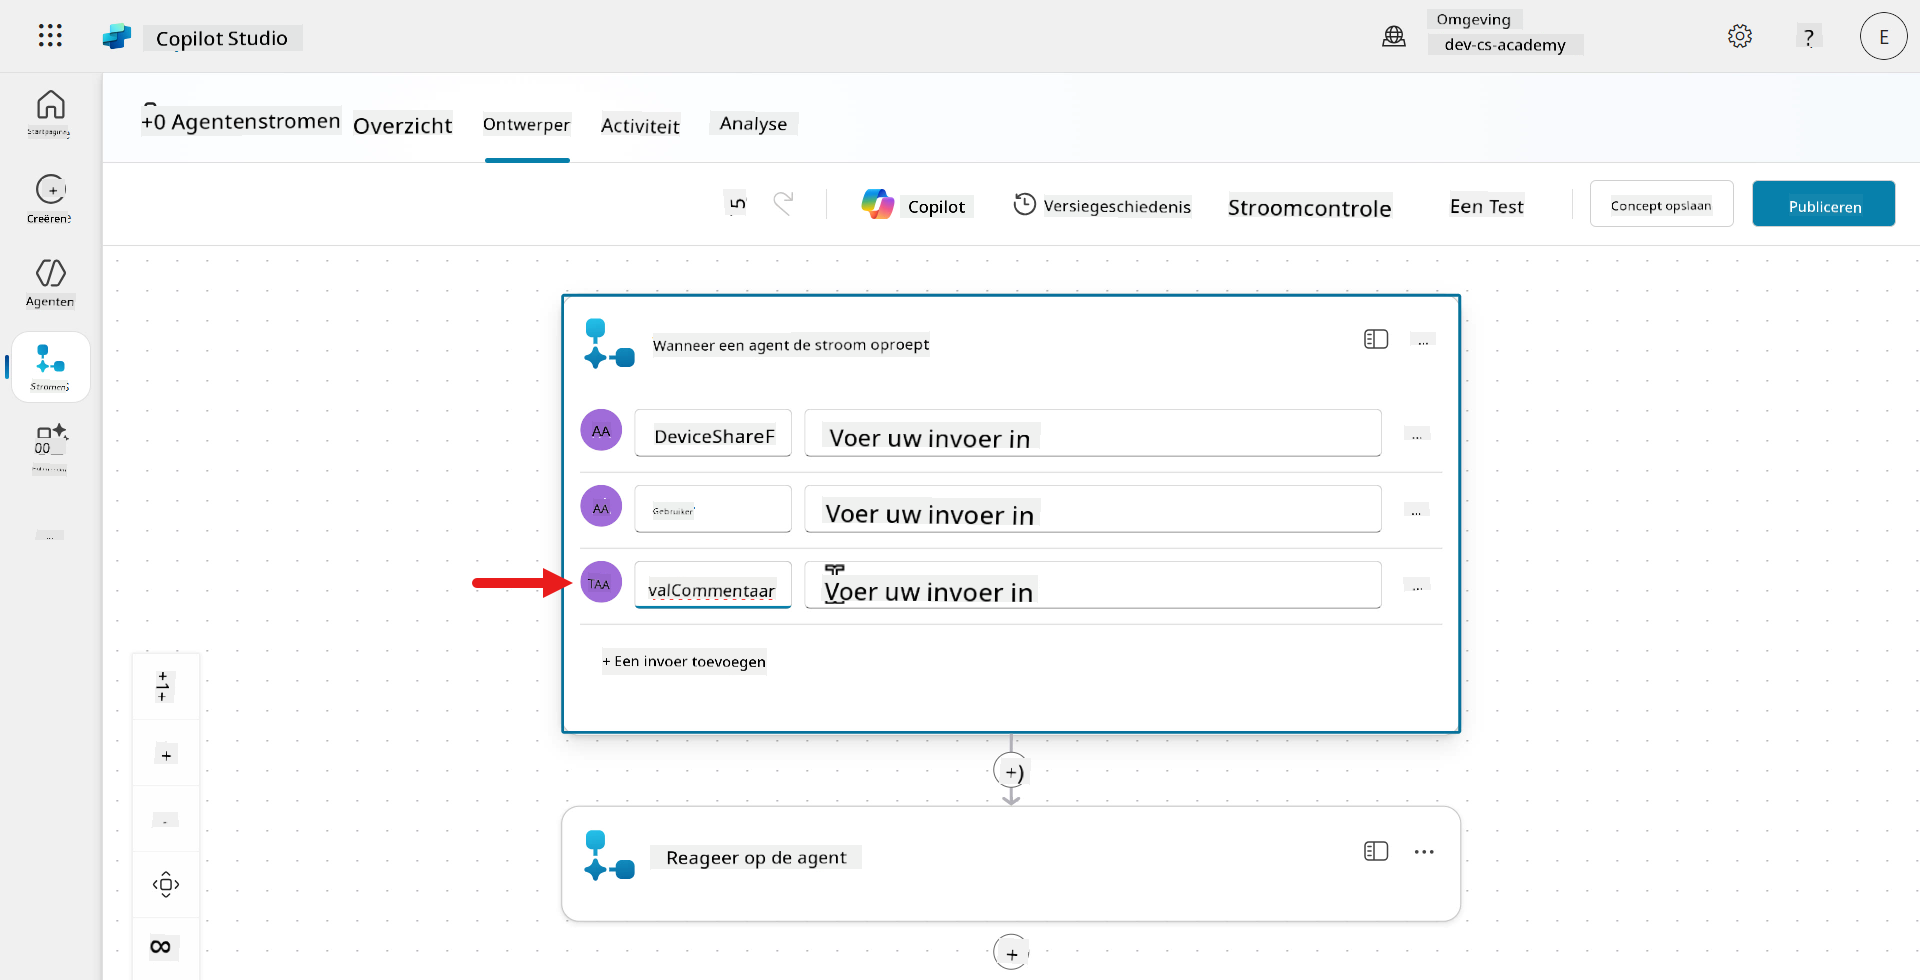 Copilot Studio
Omgeving
dev-cs-academy
?
E
+0 Agentenstromen
Overzicht
Ontwerper
Activiteit
Analyse
Creëren?
Copilot
Versiegeschiedenis
Stroomcontrole
Een Test
Concept opslaan
Publiceren
Agenten
Stromen;
Wanneer een agent de stroom oproept
...
AA
DeviceShareF
Voer uw invoer in
...
AA
Gebruiker
Voer uw invoer in
...
TAA
valCommentaar
Voer uw invoer in
...
+ Een invoer toevoegen
+)
Reageer op de agent
...
+